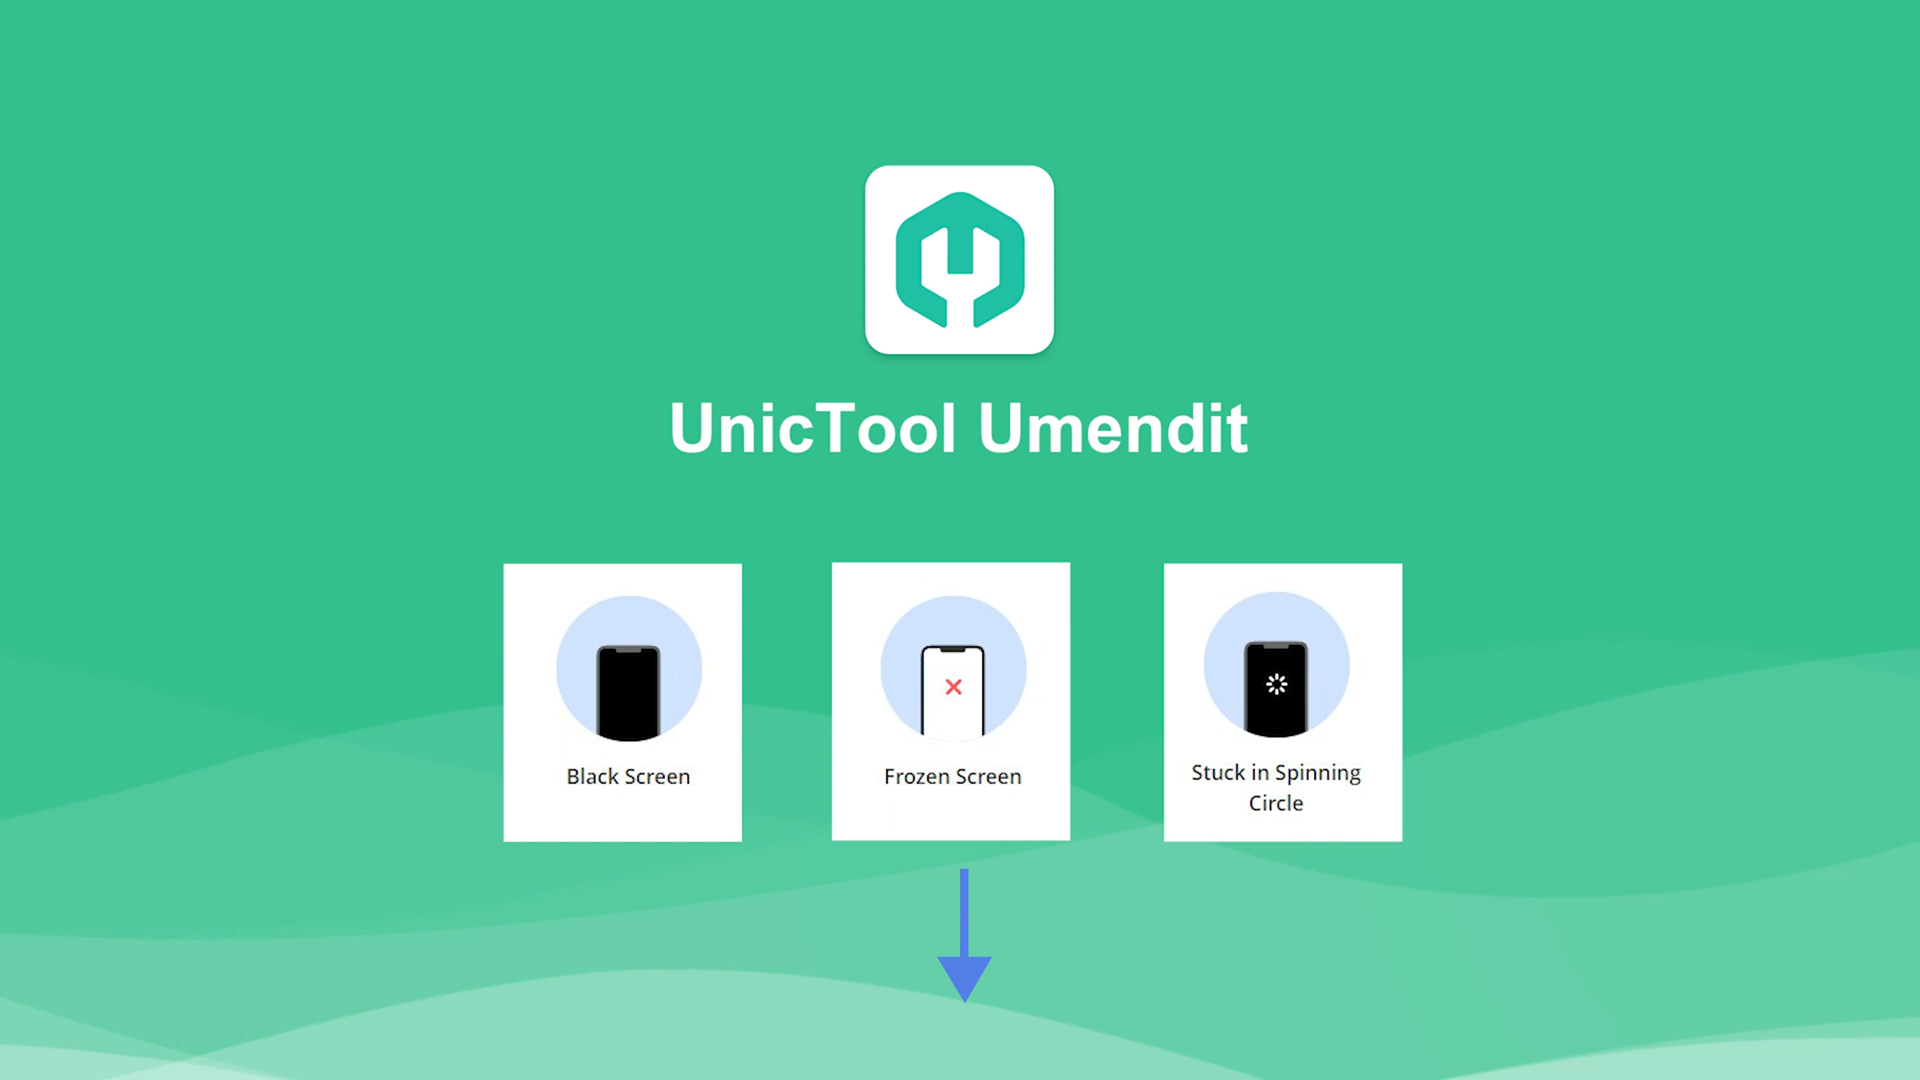 UnicTool Umendit
Black Screen
Frozen Screen
Stuck in Spinning
Circle